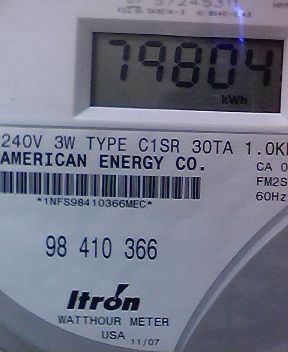 57245311
79804
kWh
240V 3W TYPE C1SR 30TA 1.0K
AMERICAN ENERGY CO.
CA 0
FM2S
60Hz
*1NFS98410366MEC*
98 410 366
Itron
WATTHOUR METER
USA 11/07